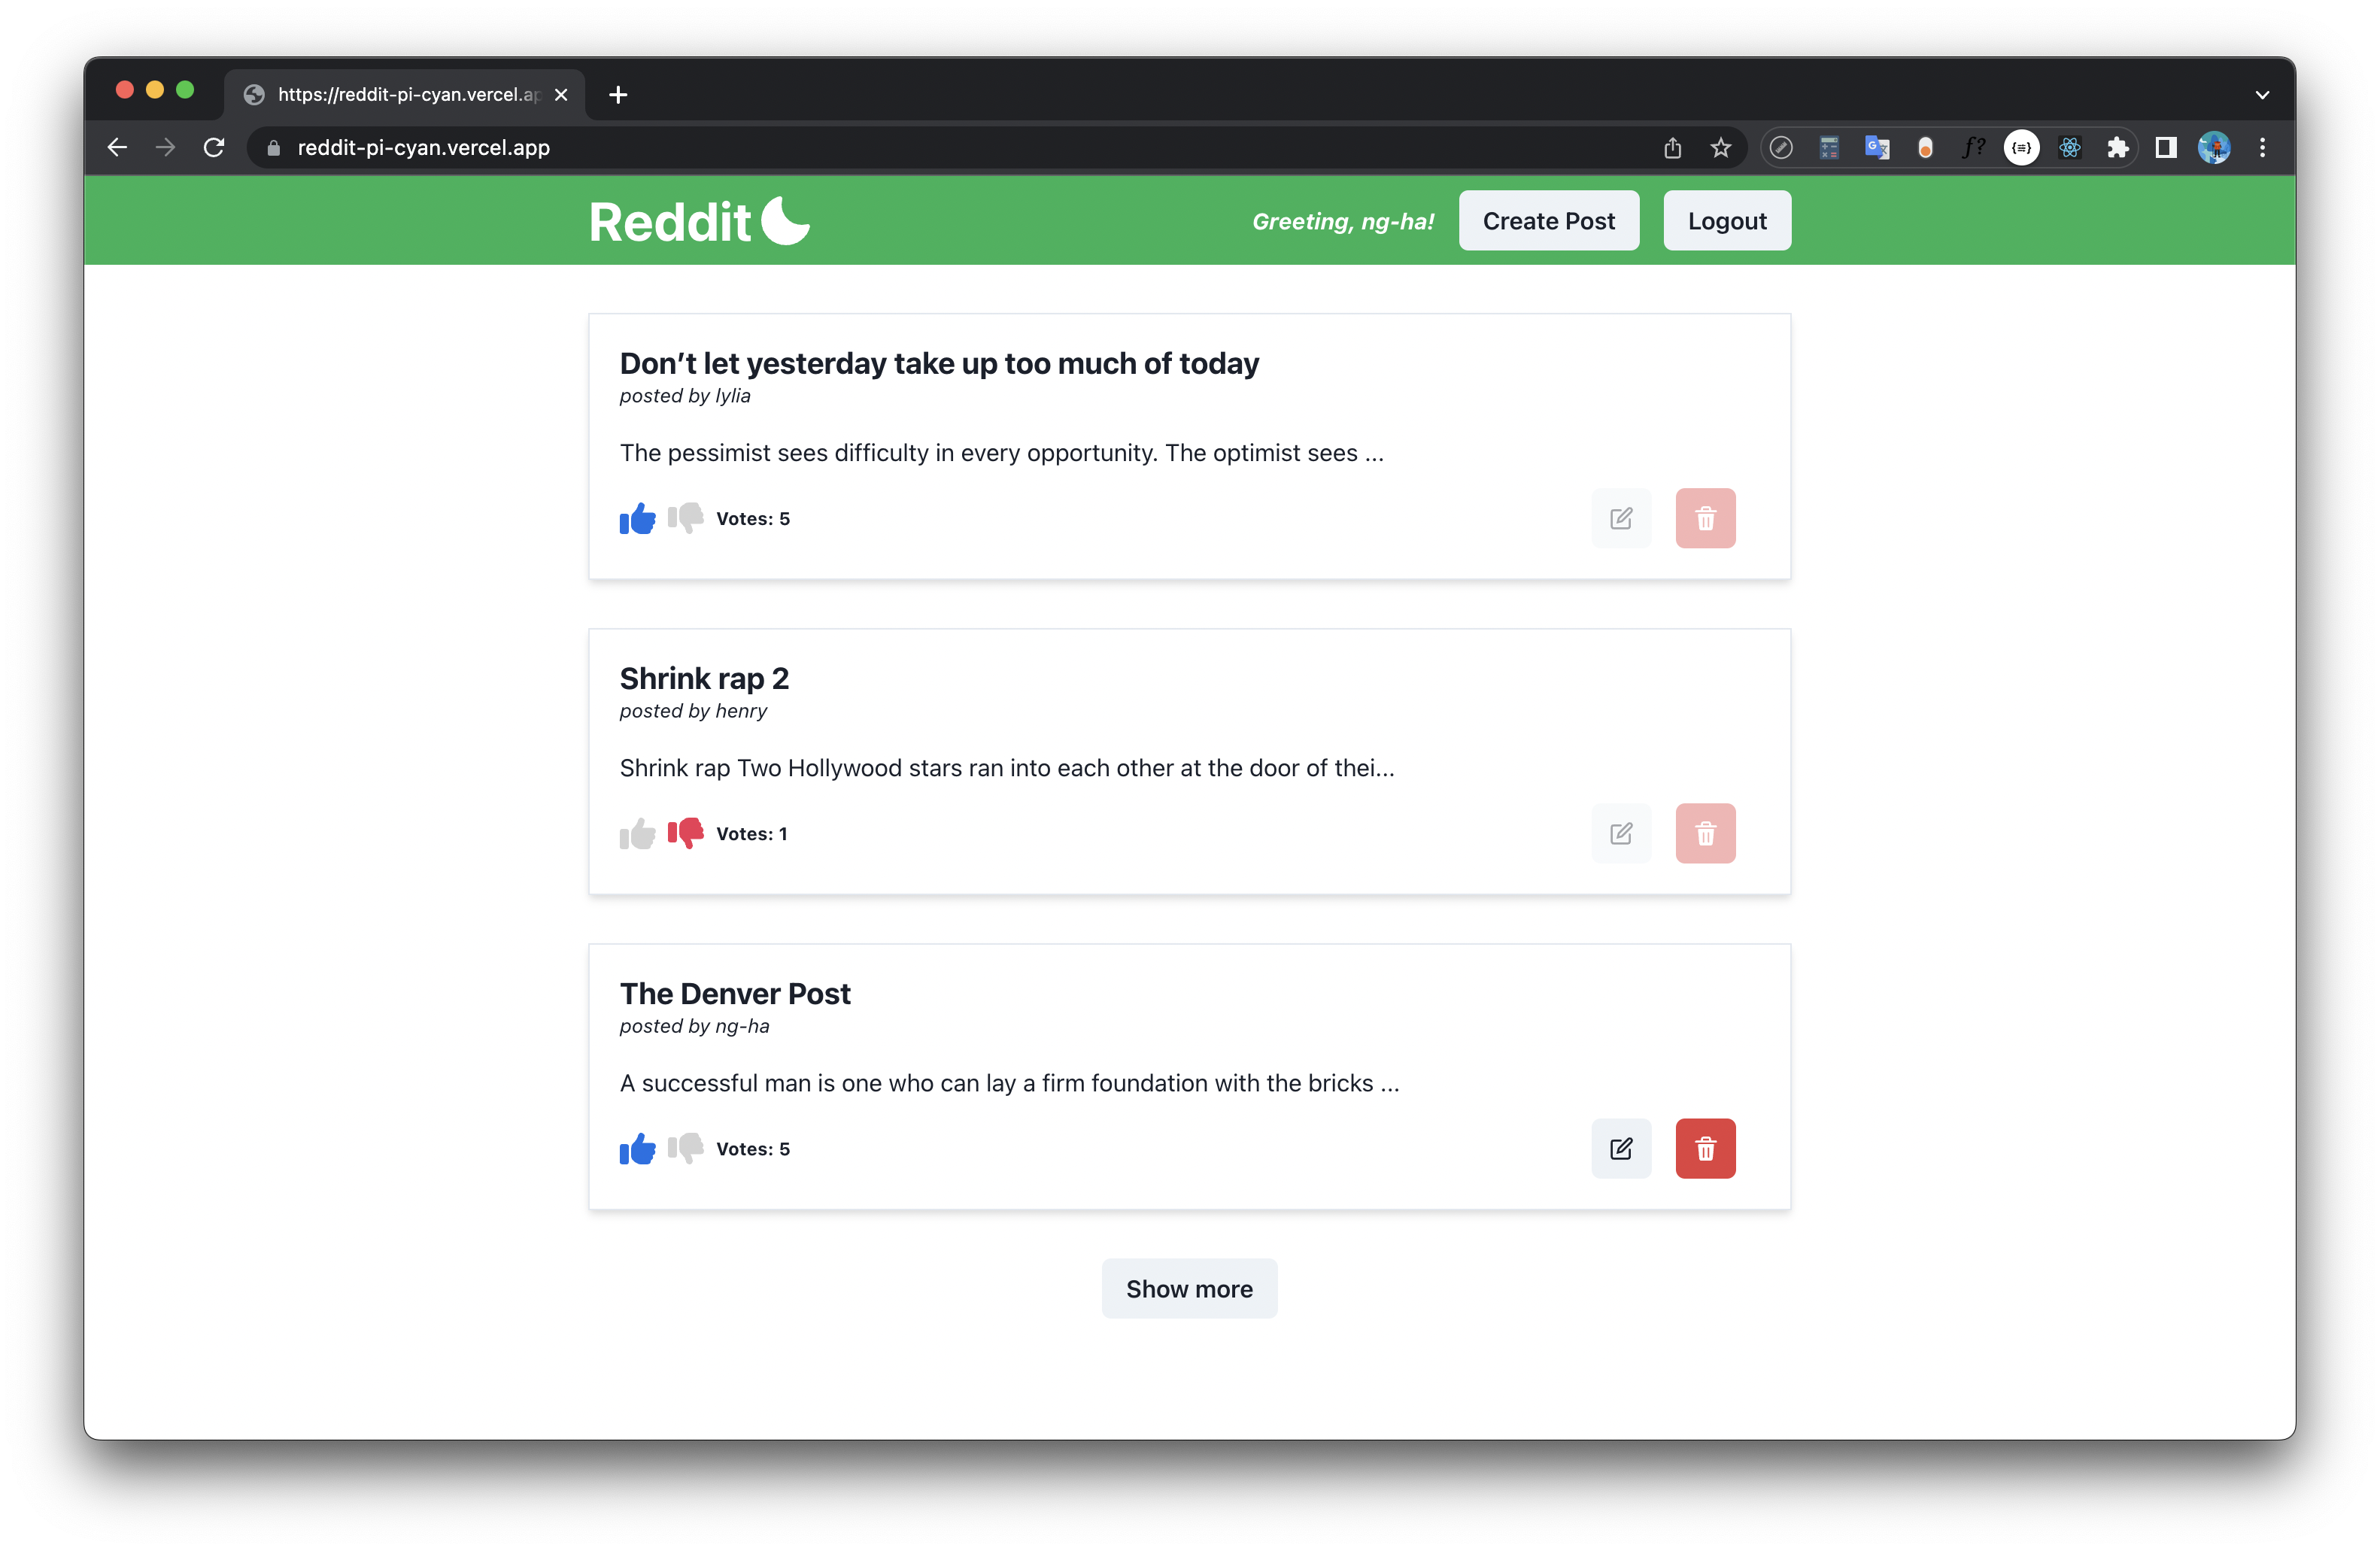 https://reddit-pi-cyan.vercel.ap
reddit-pi-cyan.vercel.app
Reddit
Greeting, ng-ha!
Create Post
Logout
Don’t let yesterday take up too much of today
posted by lylia
The pessimist sees difficulty in every opportunity. The optimist sees ...
Votes: 5
Shrink rap 2
posted by henry
Shrink rap Two Hollywood stars ran into each other at the door of thei...
Votes: 1
The Denver Post
posted by ng-ha
A successful man is one who can lay a firm foundation with the bricks ...
Votes: 5
Show more